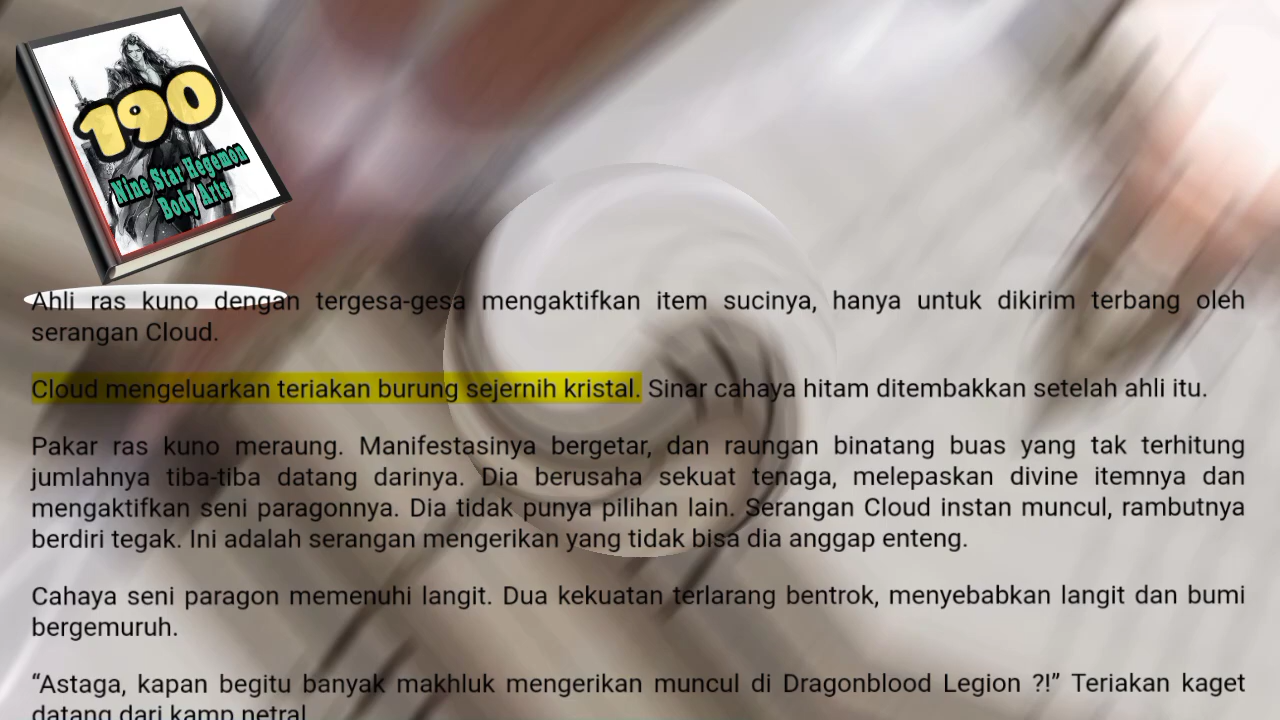 190
Nine Star Hegemon
Body Arts
Ahli ras kuno dengan tergesa-gesa mengaktifkan item sucinya, hanya untuk dikirim terbang oleh
serangan Cloud.
Cloud mengeluarkan teriakan burung sejernih kristal. Sinar cahaya hitam ditembakkan setelah ahli itu.
Pakar ras kuno meraung. Manifestasinya bergetar, dan raungan binatang buas yang tak terhitung
jumlahnya tiba-tiba datang darinya. Dia berusaha sekuat tenaga, melepaskan divine itemnya dan
mengaktifkan seni paragonnya. Dia tidak punya pilihan lain. Serangan Cloud instan muncul, rambutnya
berdiri tegak. Ini adalah serangan mengerikan yang tidak bisa dia anggap enteng.
Cahaya seni paragon memenuhi langit. Dua kekuatan terlarang bentrok, menyebabkan langit dan bumi
bergemuruh.
“Astaga, kapan begitu banyak makhluk mengerikan muncul di Dragonblood Legion ?!” Teriakan kaget
datang dari kamp netral